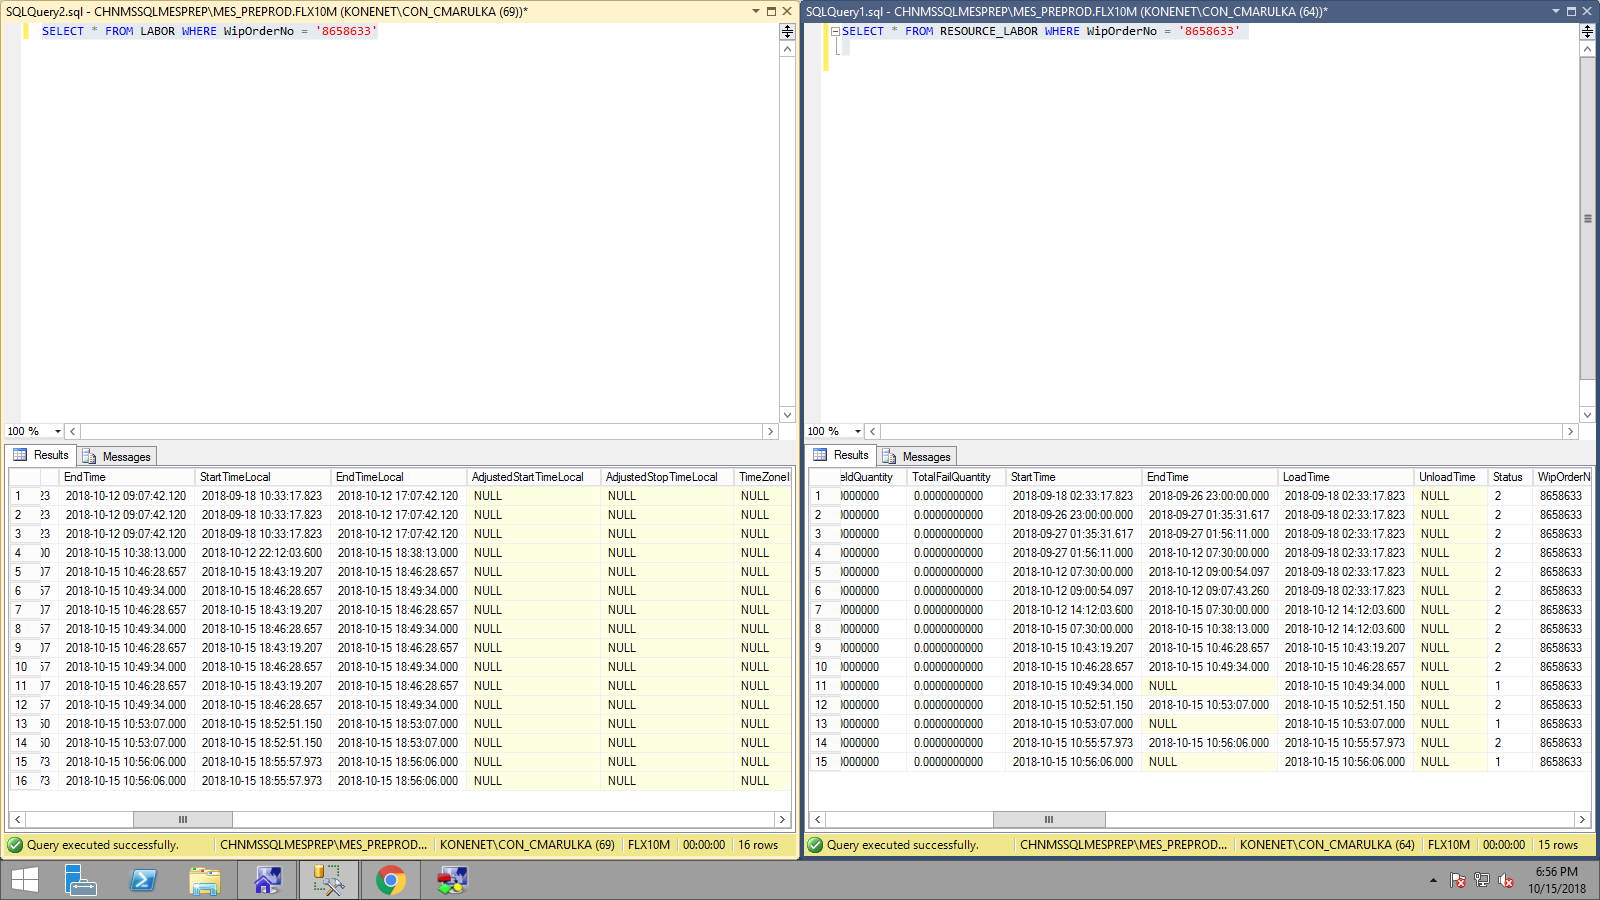 SQLQuery2.sql - CHNMSSQLMESPREP\MES_PREPROD.FLX10M (KONENET\CON_CMARULKA (69))*
SELECT * FROM LABOR WHERE WipOrderNo = '8658633'
100 %
Results Messages
EndTime StartTimeLocal EndTimeLocal AdjustedStartTimeLocal AdjustedStopTimeLocal TimeZoneI
1 23 2018-10-12 09:07:42.120 2018-09-18 10:33:17.823 2018-10-12 17:07:42.120 NULL NULL NULL
2 23 2018-10-12 09:07:42.120 2018-09-18 10:33:17.823 2018-10-12 17:07:42.120 NULL NULL NULL
3 23 2018-10-12 09:07:42.120 2018-09-18 10:33:17.823 2018-10-12 17:07:42.120 NULL NULL NULL
4 00 2018-10-15 10:38:13.000 2018-10-12 22:12:03.600 2018-10-15 18:38:13.000 NULL NULL NULL
5 07 2018-10-15 10:46:28.657 2018-10-15 18:43:19.207 2018-10-15 18:46:28.657 NULL NULL NULL
6 57 2018-10-15 10:49:34.000 2018-10-15 18:46:28.657 2018-10-15 18:49:34.000 NULL NULL NULL
7 07 2018-10-15 10:46:28.657 2018-10-15 18:43:19.207 2018-10-15 18:46:28.657 NULL NULL NULL
8 57 2018-10-15 10:49:34.000 2018-10-15 18:46:28.657 2018-10-15 18:49:34.000 NULL NULL NULL
9 07 2018-10-15 10:46:28.657 2018-10-15 18:43:19.207 2018-10-15 18:46:28.657 NULL NULL NULL
10 57 2018-10-15 10:49:34.000 2018-10-15 18:46:28.657 2018-10-15 18:49:34.000 NULL NULL NULL
11 07 2018-10-15 10:46:28.657 2018-10-15 18:43:19.207 2018-10-15 18:46:28.657 NULL NULL NULL
12 57 2018-10-15 10:49:34.000 2018-10-15 18:46:28.657 2018-10-15 18:49:34.000 NULL NULL NULL
13 50 2018-10-15 10:53:07.000 2018-10-15 18:52:51.150 2018-10-15 18:53:07.000 NULL NULL NULL
14 50 2018-10-15 10:53:07.000 2018-10-15 18:52:51.150 2018-10-15 18:53:07.000 NULL NULL NULL
15 73 2018-10-15 10:56:06.000 2018-10-15 18:55:57.973 2018-10-15 18:56:06.000 NULL NULL NULL
16 73 2018-10-15 10:56:06.000 2018-10-15 18:55:57.973 2018-10-15 18:56:06.000 NULL NULL NULL
Query executed successfully. CHNMSSQLMESPREP\MES_PREPROD... KONENET\CON_CMARULKA (69) FLX10M 00:00:00 16 rows
SQLQuery1.sql - CHNMSSQLMESPREP\MES_PREPROD.FLX10M (KONENET\CON_CMARULKA (64))*
SELECT * FROM RESOURCE_LABOR WHERE WipOrderNo = '8658633'
100 %
Results Messages
eldQuantity TotalFailQuantity StartTime EndTime LoadTime UnloadTime Status WipOrderN
1 0000000 0.0000000000 2018-09-18 02:33:17.823 2018-09-26 23:00:00.000 2018-09-18 02:33:17.823 NULL 2 8658633
2 0000000 0.0000000000 2018-09-26 23:00:00.000 2018-09-27 01:35:31.617 2018-09-18 02:33:17.823 NULL 2 8658633
3 0000000 0.0000000000 2018-09-27 01:35:31.617 2018-09-27 01:56:11.000 2018-09-18 02:33:17.823 NULL 2 8658633
4 0000000 0.0000000000 2018-09-27 01:56:11.000 2018-10-12 07:30:00.000 2018-09-18 02:33:17.823 NULL 2 8658633
5 0000000 0.0000000000 2018-10-12 07:30:00.000 2018-10-12 09:00:54.097 2018-09-18 02:33:17.823 NULL 2 8658633
6 0000000 0.0000000000 2018-10-12 09:00:54.097 2018-10-12 09:07:43.260 2018-09-18 02:33:17.823 NULL 2 8658633
7 0000000 0.0000000000 2018-10-12 14:12:03.600 2018-10-15 07:30:00.000 2018-10-12 14:12:03.600 NULL 2 8658633
8 0000000 0.0000000000 2018-10-15 07:30:00.000 2018-10-15 10:38:13.000 2018-10-12 14:12:03.600 NULL 2 8658633
9 0000000 0.0000000000 2018-10-15 10:43:19.207 2018-10-15 10:46:28.657 2018-10-15 10:43:19.207 NULL 2 8658633
10 0000000 0.0000000000 2018-10-15 10:46:28.657 2018-10-15 10:49:34.000 2018-10-15 10:46:28.657 NULL 2 8658633
11 0000000 0.0000000000 2018-10-15 10:49:34.000 NULL 2018-10-15 10:49:34.000 NULL 1 8658633
12 0000000 0.0000000000 2018-10-15 10:52:51.150 2018-10-15 10:53:07.000 2018-10-15 10:52:51.150 NULL 2 8658633
13 0000000 0.0000000000 2018-10-15 10:53:07.000 NULL 2018-10-15 10:53:07.000 NULL 1 8658633
14 0000000 0.0000000000 2018-10-15 10:55:57.973 2018-10-15 10:56:06.000 2018-10-15 10:55:57.973 NULL 2 8658633
15 0000000 0.0000000000 2018-10-15 10:56:06.000 NULL 2018-10-15 10:56:06.000 NULL 1 8658633
Query executed successfully. CHNMSSQLMESPREP\MES_PREPROD... KONENET\CON_CMARULKA (64) FLX10M 00:00:00 15 rows
6:56 PM
10/15/2018